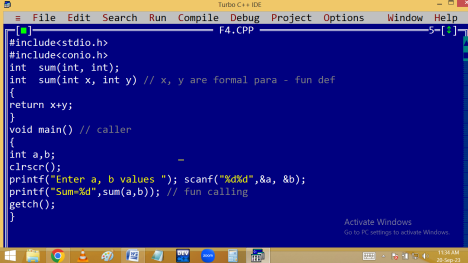 Turbo C++ IDE
≡ File Edit Search Run Compile Debug Project Options Window Help
[■] F4.CPP 5=[↕]
#include<stdio.h>
#include<conio.h>
int sum(int, int);
int sum(int x, int y) // x, y are formal para - fun def
{
return x+y;
}
void main() // caller
{
int a,b;
clrscr();
printf("Enter a, b values "); scanf("%d%d",&a, &b);
printf("Sum=%d",sum(a,b)); // fun calling
getch();
}
Activate Windows
Go to PC settings to activate Windows.
DEV
zoom
11:34 AM
20-Sep-23